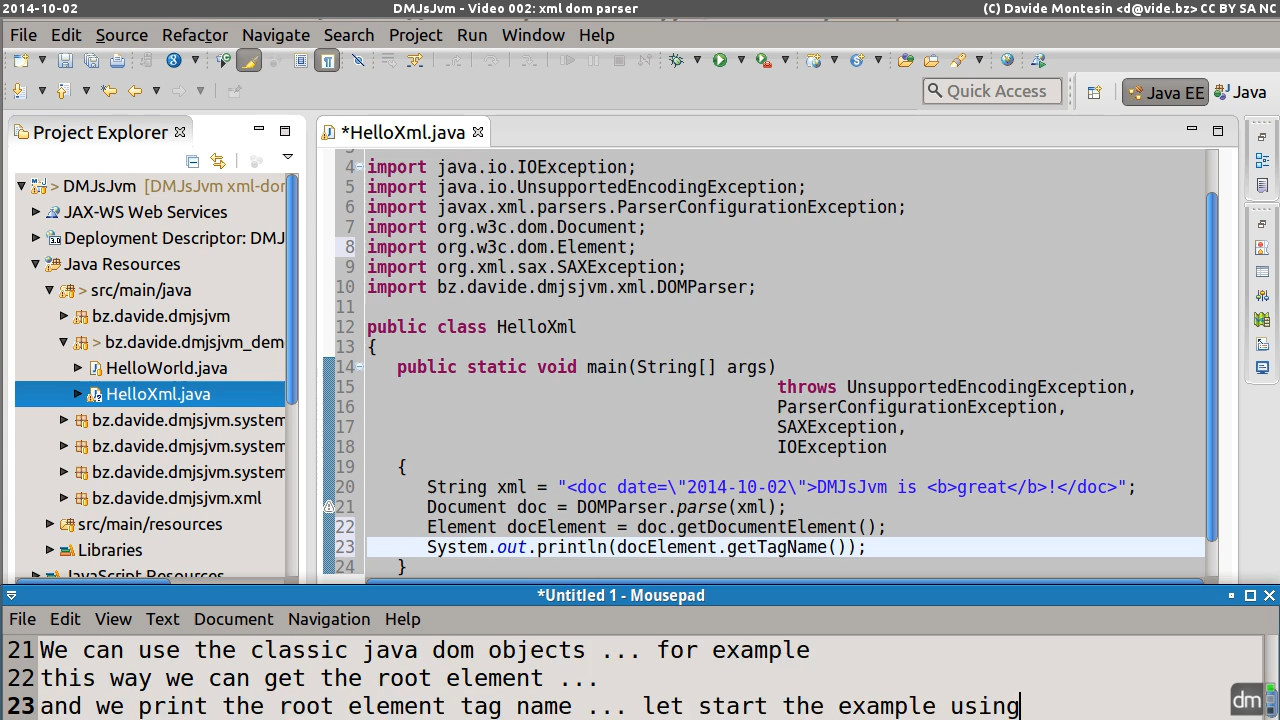 2014-10-02 DMJsJvm - Video 002: xml dom parser (C) Davide Montesin <d@vide.bz> CC BY SA NC
File Edit Source Refactor Navigate Search Project Run Window Help
Quick Access Java EE Java
Project Explorer
*HelloXml.java
DMJsJvm [DMJsJvm xml-dor
JAX-WS Web Services
Deployment Descriptor: DMJ
Java Resources
src/main/java
bz.davide.dmjsjvm
bz.davide.dmjsjvm_dem
HelloWorld.java
HelloXml.java
bz.davide.dmjsjvm.system
bz.davide.dmjsjvm.system
bz.davide.dmjsjvm.system
bz.davide.dmjsjvm.xml
src/main/resources
Libraries
JavaScript Resources
4 import java.io.IOException;
5 import java.io.UnsupportedEncodingException;
6 import javax.xml.parsers.ParserConfigurationException;
7 import org.w3c.dom.Document;
8 import org.w3c.dom.Element;
9 import org.xml.sax.SAXException;
10 import bz.davide.dmjsjvm.xml.DOMParser;
11
12 public class HelloXml
13 {
14 public static void main(String[] args)
15 throws UnsupportedEncodingException,
16 ParserConfigurationException,
17 SAXException,
18 IOException
19 {
20 String xml = "<doc date=\"2014-10-02\">DMJsJvm is <b>great</b>!</doc>";
21 Document doc = DOMParser.parse(xml);
22 Element docElement = doc.getDocumentElement();
23 System.out.println(docElement.getTagName());
24 }
*Untitled 1 - Mousepad
File Edit View Text Document Navigation Help
21 We can use the classic java dom objects ... for example
22 this way we can get the root element ...
23 and we print the root element tag name ... let start the example using
dm